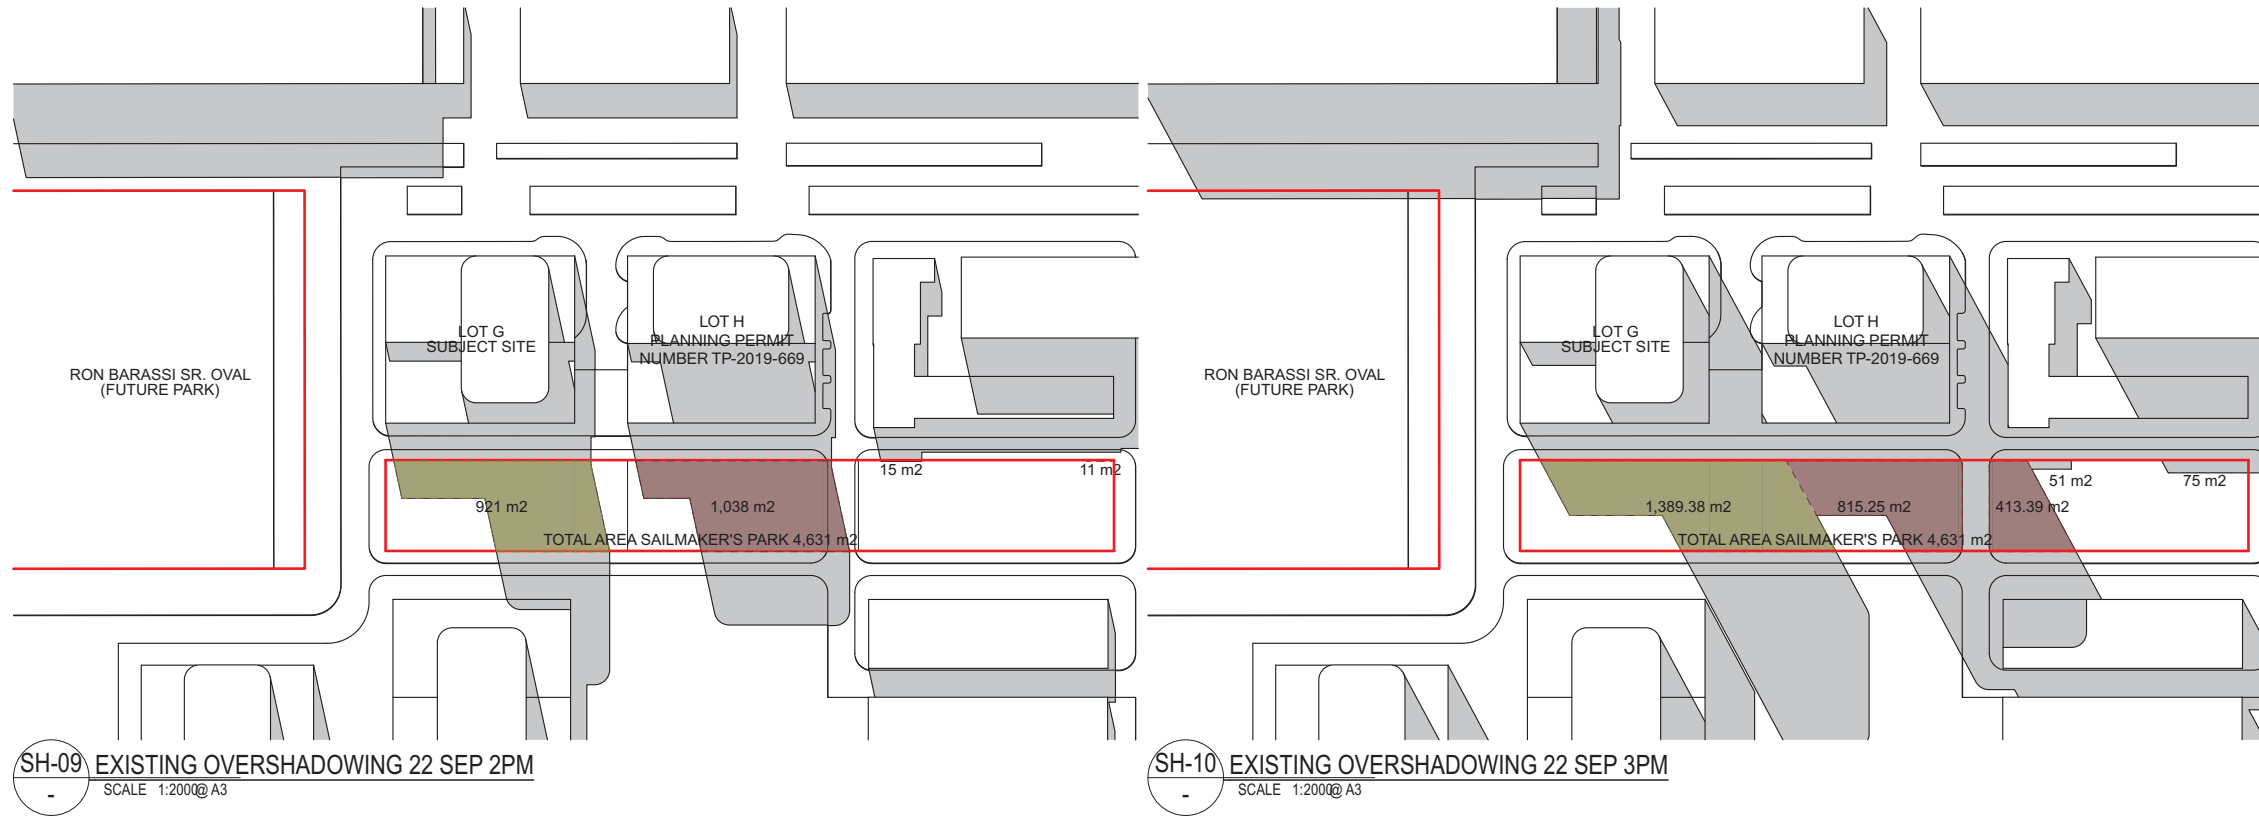 LOT G
SUBJECT SITE
LOT H
PLANNING PERMIT
NUMBER TP-2019-669
RON BARASSI SR. OVAL
(FUTURE PARK)
15 m2
11 m2
921 m2
1,038 m2
TOTAL AREA SAILMAKER'S PARK 4,631 m2
SH-09
-
EXISTING OVERSHADOWING 22 SEP 2PM
SCALE 1:2000@ A3
LOT G
SUBJECT SITE
LOT H
PLANNING PERMIT
NUMBER TP-2019-669
RON BARASSI SR. OVAL
(FUTURE PARK)
51 m2
75 m2
1,389.38 m2
815.25 m2
413.39 m2
TOTAL AREA SAILMAKER'S PARK 4,631 m2
SH-10
-
EXISTING OVERSHADOWING 22 SEP 3PM
SCALE 1:2000@ A3